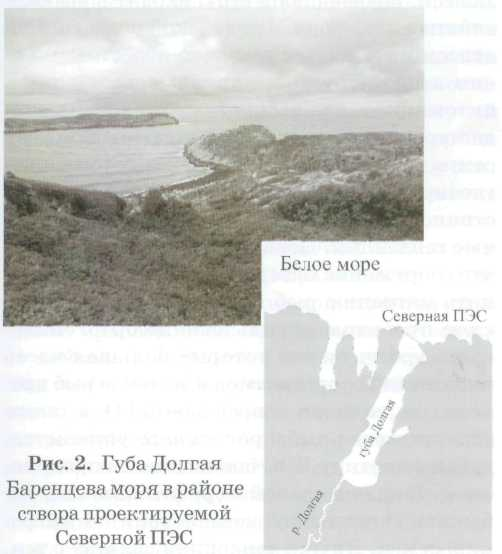 Белое море
Северная ПЭС
губа Долгая
р. Долгая
Рис. 2. Губа Долгая
Баренцева моря в районе
створа проектируемой
Северной ПЭС